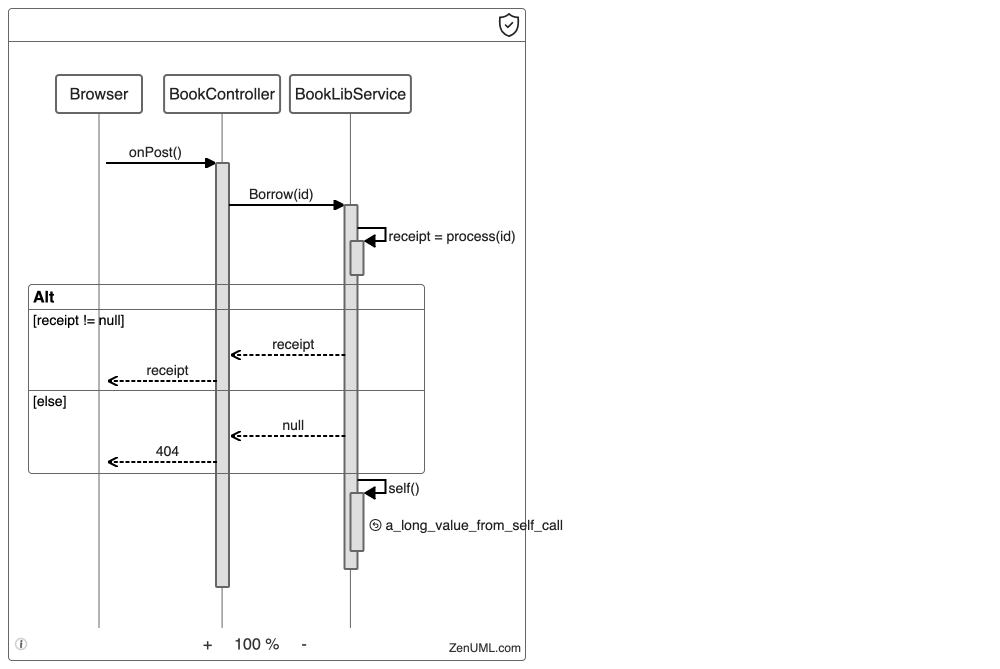 Browser
BookController
BookLibService
onPost()
Borrow(id)
receipt = process(id)
Alt
[receipt != null]
receipt
receipt
[else]
null
404
self()
a_long_value_from_self_call
+ 100 % -
ZenUML.com